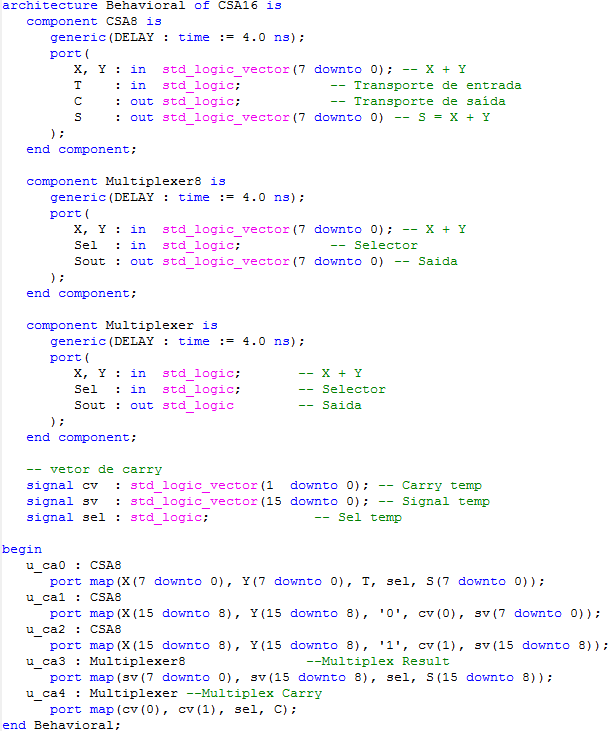 architecture Behavioral of CSA16 is
   component CSA8 is
      generic(DELAY : time := 4.0 ns);
      port(
         X, Y : in  std_logic_vector(7 downto 0); -- X + Y
         T    : in  std_logic;           -- Transporte de entrada
         C    : out std_logic;           -- Transporte de saída
         S    : out std_logic_vector(7 downto 0) -- S = X + Y
      );
   end component;

   component Multiplexer8 is
      generic(DELAY : time := 4.0 ns);
      port(
         X, Y : in  std_logic_vector(7 downto 0); -- X + Y
         Sel  : in  std_logic;           -- Selector
         Sout : out std_logic_vector(7 downto 0) -- Saida
      );
   end component;

   component Multiplexer is
      generic(DELAY : time := 4.0 ns);
      port(
         X, Y : in  std_logic;       -- X + Y
         Sel  : in  std_logic;       -- Selector
         Sout : out std_logic        -- Saida
      );
   end component;

   -- vetor de carry
   signal cv  : std_logic_vector(1  downto 0); -- Carry temp
   signal sv  : std_logic_vector(15 downto 0); -- Signal temp
   signal sel : std_logic;             -- Sel temp

begin
   u_ca0 : CSA8
      port map(X(7 downto 0), Y(7 downto 0), T, sel, S(7 downto 0));
   u_ca1 : CSA8
      port map(X(15 downto 8), Y(15 downto 8), '0', cv(0), sv(7 downto 0));
   u_ca2 : CSA8
      port map(X(15 downto 8), Y(15 downto 8), '1', cv(1), sv(15 downto 8));
   u_ca3 : Multiplexer8            --Multiplex Result
      port map(sv(7 downto 0), sv(15 downto 8), sel, S(15 downto 8));
   u_ca4 : Multiplexer --Multiplex Carry
      port map(cv(0), cv(1), sel, C);
end Behavioral;